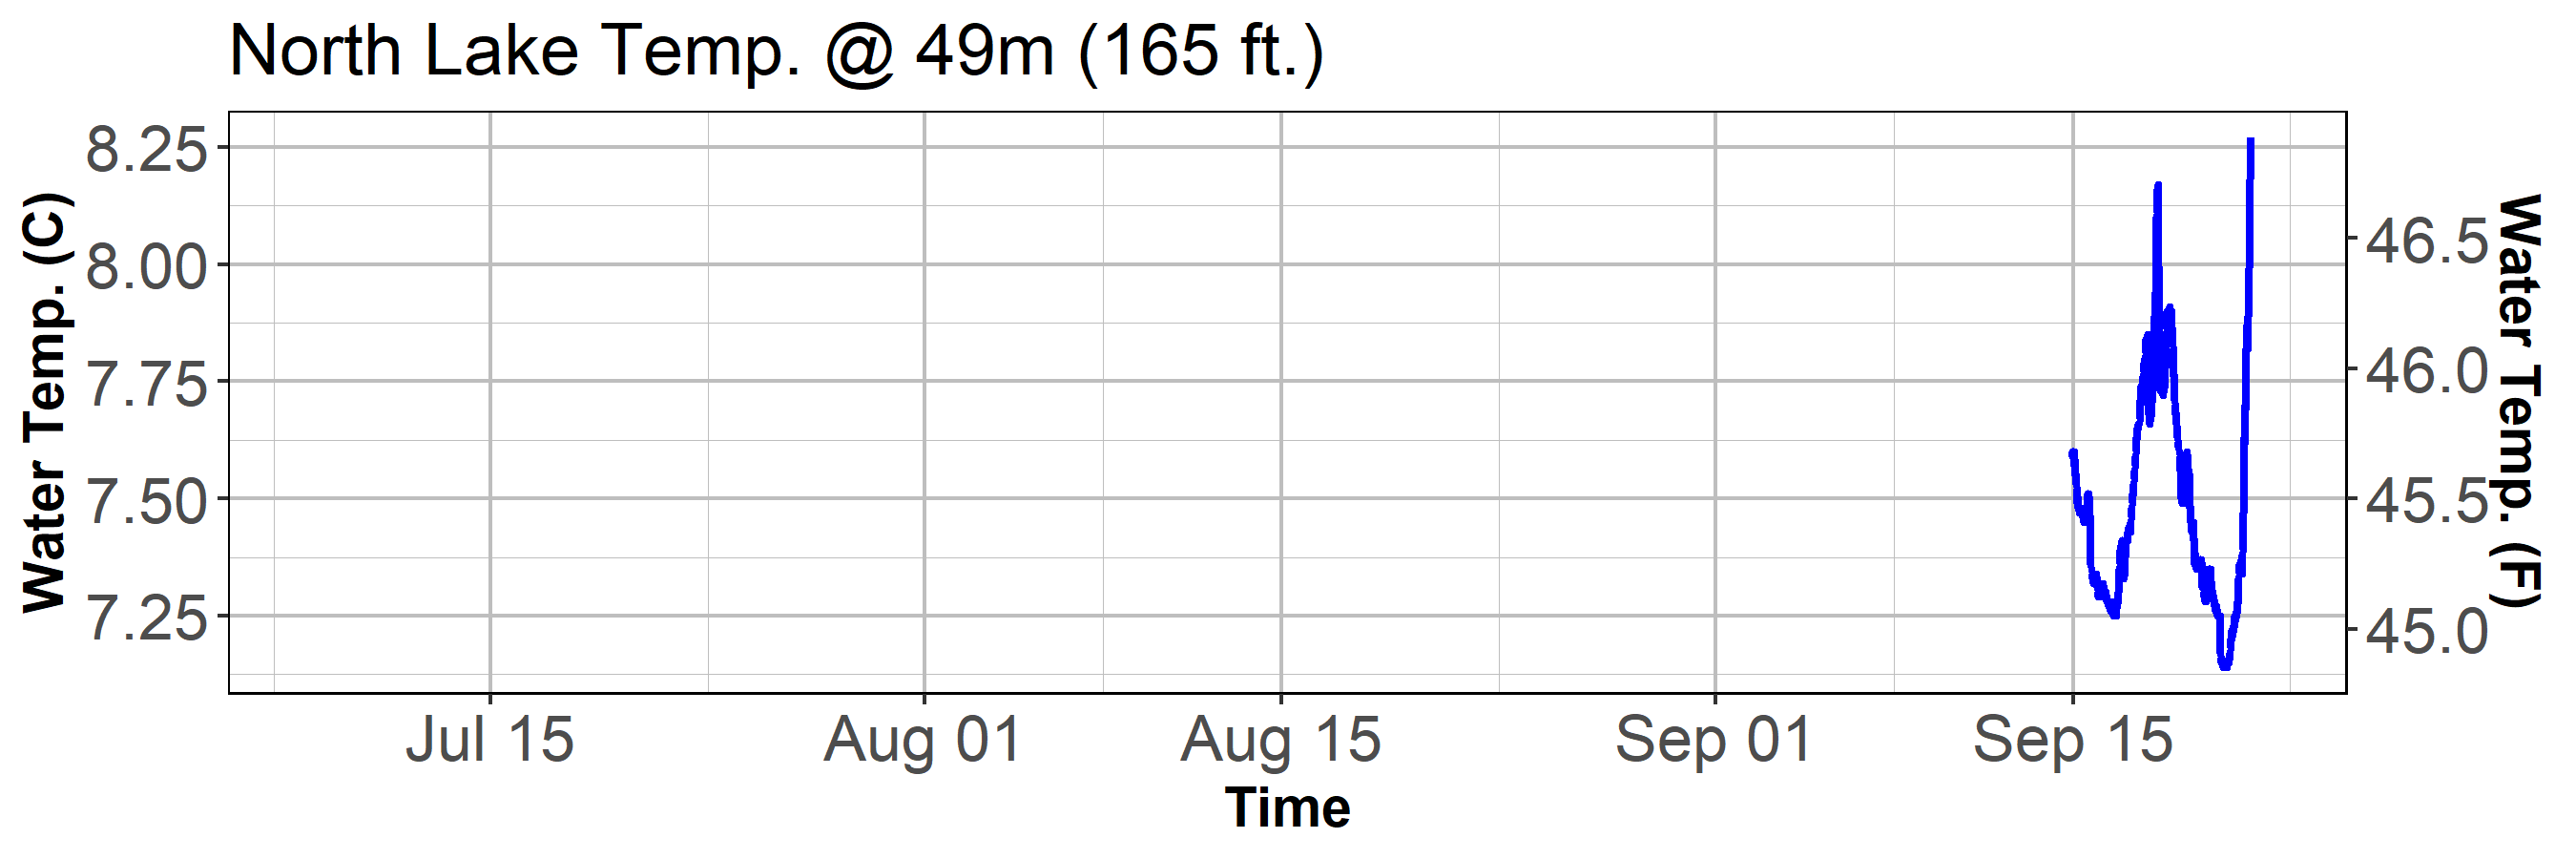 North Lake Temp. @ 49m (165 ft.)
Water Temp. (C)
8.25
8.00
7.75
7.50
7.25
46.5
46.0
45.5
45.0
Water Temp. (F)
Jul 15 Aug 01 Aug 15 Sep 01 Sep 15
Time